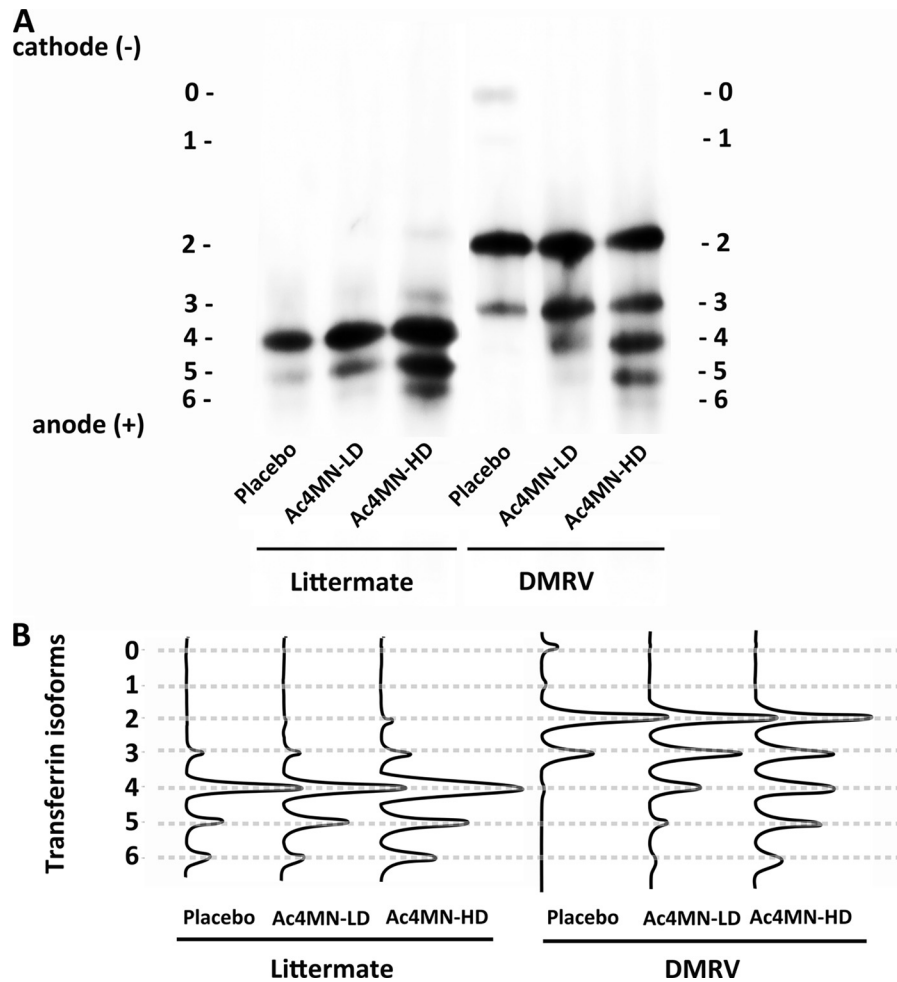 A
cathode (-)
0 -
1 -
2 -
3 -
4 -
5 -
6 -
anode (+)
- 0
- 1
- 2
- 3
- 4
- 5
- 6
Placebo
Ac4MN-LD
Ac4MN-HD
Placebo
Ac4MN-LD
Ac4MN-HD
Littermate
DMRV
B
Transferrin isoforms
0
1
2
3
4
5
6
Placebo Ac4MN-LD Ac4MN-HD Placebo Ac4MN-LD Ac4MN-HD
Littermate DMRV